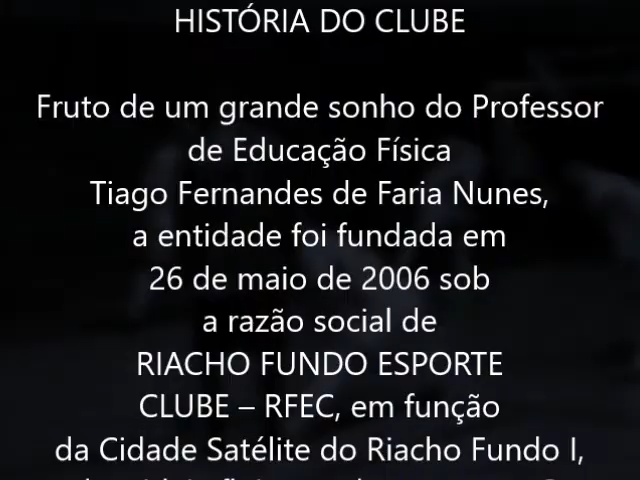 HISTÓRIA DO CLUBE
Fruto de um grande sonho do Professor
de Educação Física
Tiago Fernandes de Faria Nunes,
a entidade foi fundada em
26 de maio de 2006 sob
a razão social de
RIACHO FUNDO ESPORTE
CLUBE – RFEC, em função
da Cidade Satélite do Riacho Fundo I,